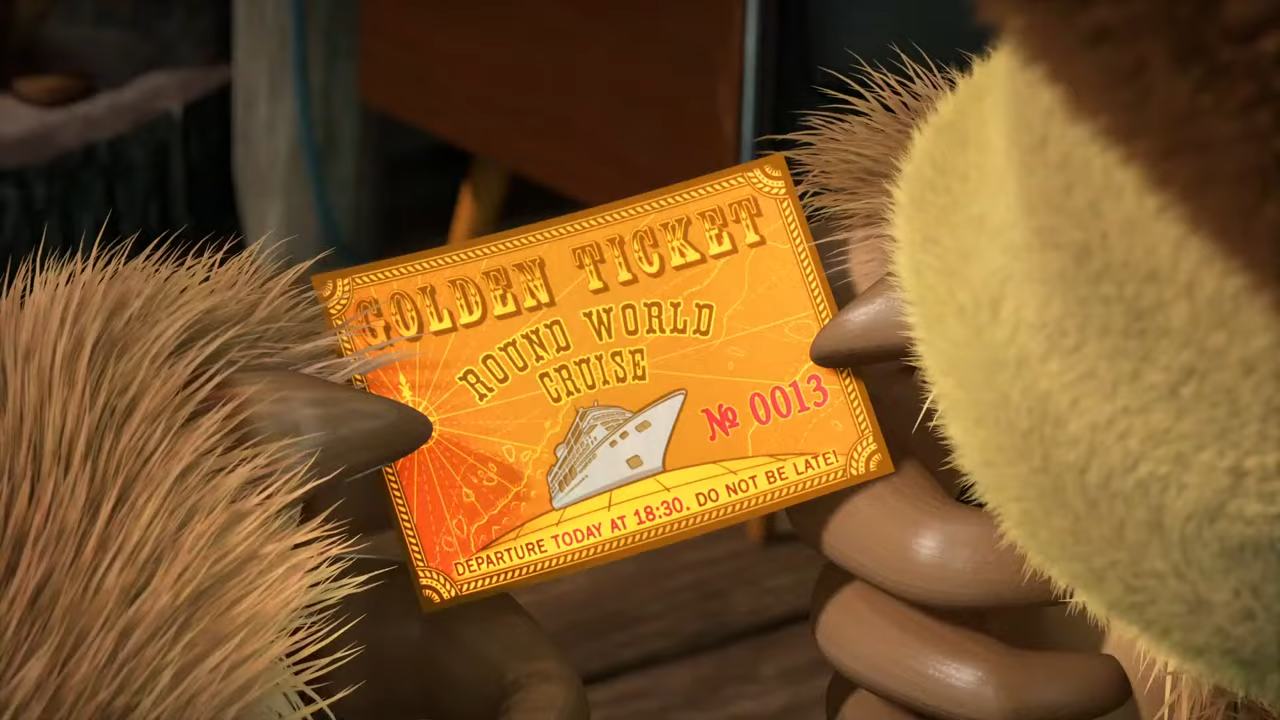 GOLDEN TICKET
ROUND WORLD
CRUISE
№ 0013
DEPARTURE TODAY AT 18:30. DO NOT BE LATE!